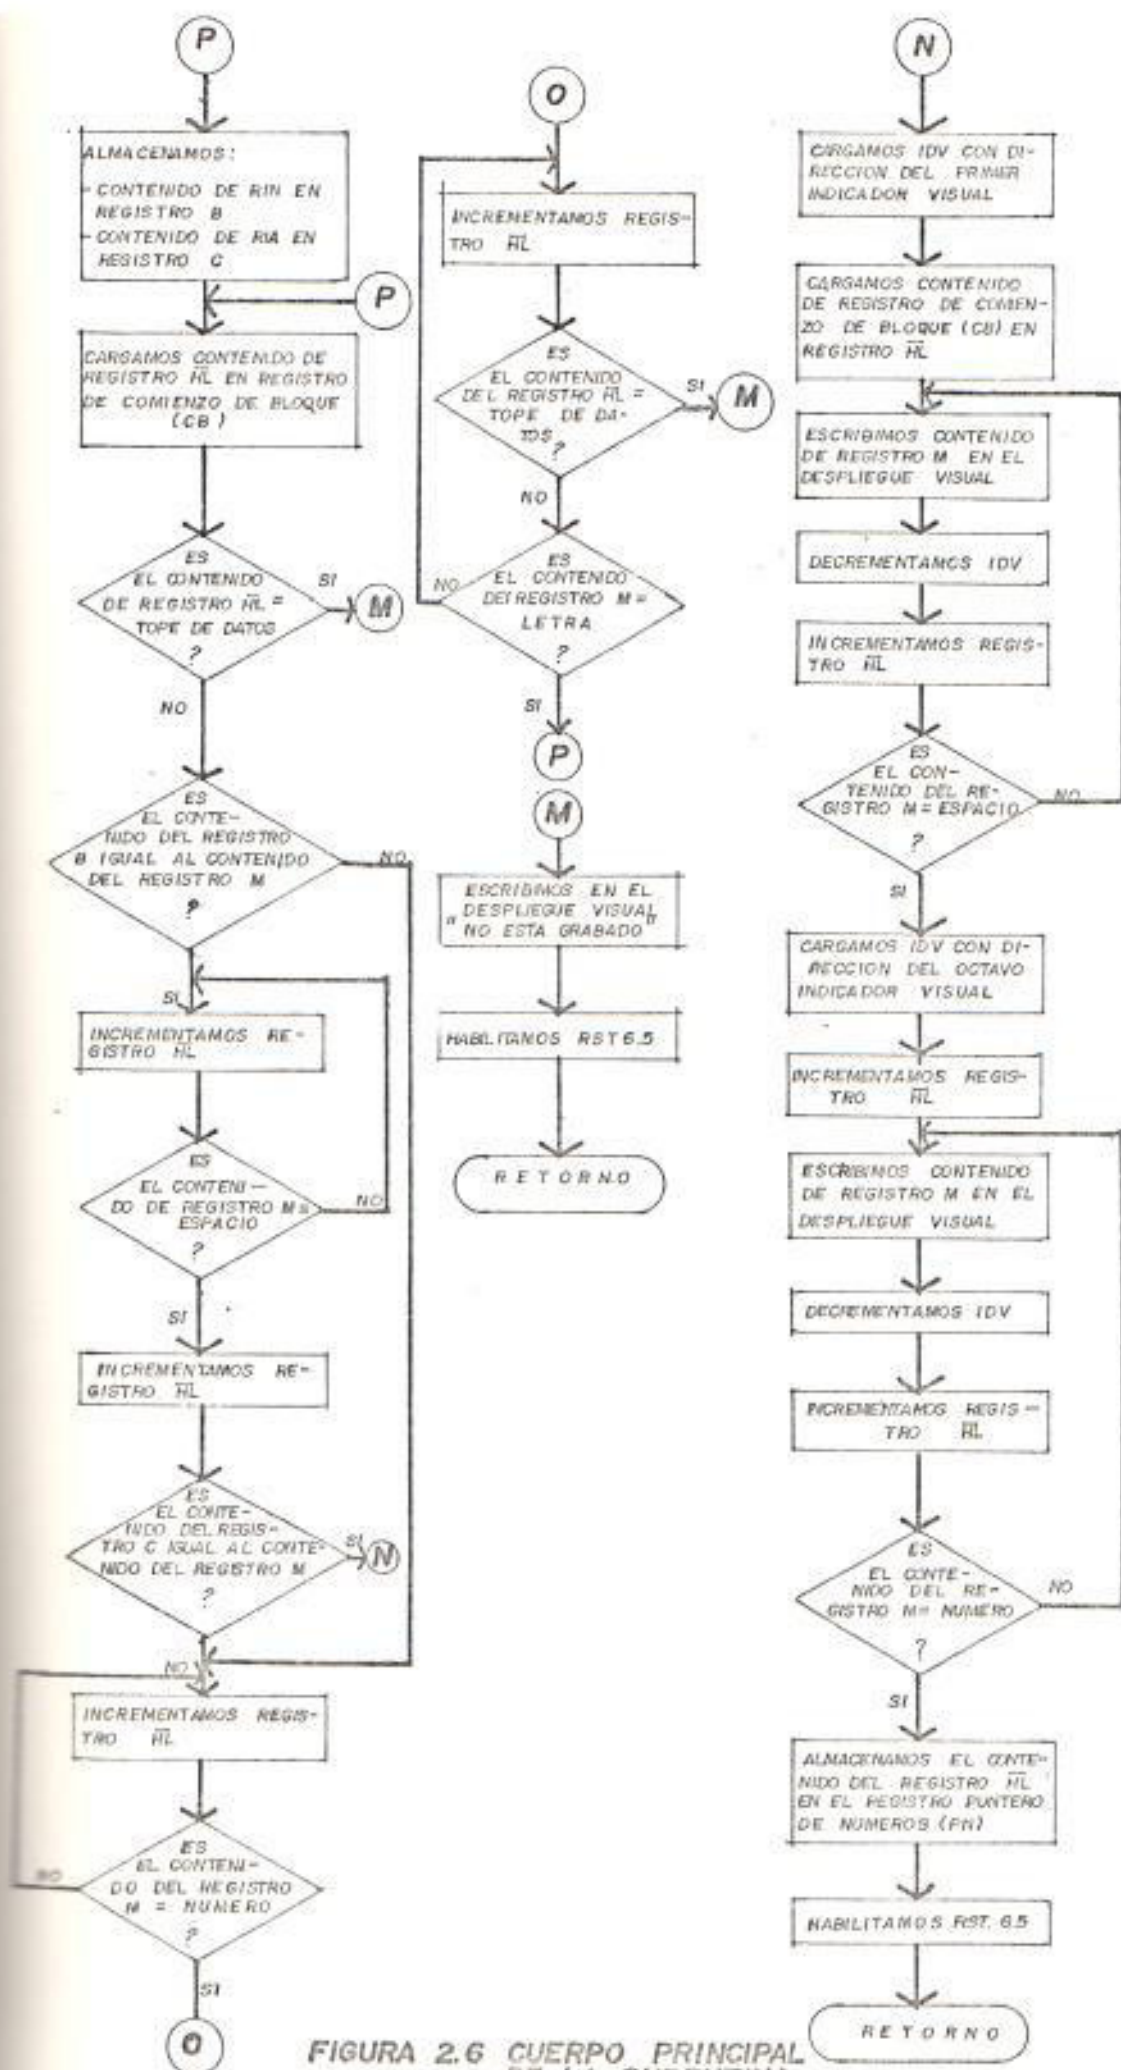 P
ALMACENAMOS:
- CONTENIDO DE RIN EN
REGISTRO B
- CONTENIDO DE RIA EN
REGISTRO C
P
CARGAMOS CONTENIDO DE
REGISTRO HL EN REGISTRO
DE COMIENZO DE BLOQUE
(CB)
ES
EL CONTENIDO
DE REGISTRO HL =
TOPE DE DATOS
?
SI
M
NO
ES
EL CONTE-
NIDO DEL REGISTRO
B IGUAL AL CONTENIDO
DEL REGISTRO M
?
NO
SI
INCREMENTAMOS RE-
GISTRO HL
ES
EL CONTENI-
DO DE REGISTRO M=
ESPACIO
?
NO
SI
INCREMENTAMOS RE-
GISTRO HL
ES
EL CONTE-
NIDO DEL REGIS-
TRO C IGUAL AL CONTE-
NIDO DEL REGISTRO M
?
SI
N
NO
INCREMENTAMOS REGIS-
TRO HL
ES
EL CONTENI-
DO DEL REGISTRO
M = NUMERO
?
NO
SI
O
O
INCREMENTAMOS REGIS-
TRO HL
ES
EL CONTENIDO
DEL REGISTRO HL =
TOPE DE DA-
TOS
?
SI
M
NO
ES
EL CONTENIDO
DEL REGISTRO M =
LETRA
?
NO
SI
P
M
ESCRIBIMOS EN EL
DESPLIEGUE VISUAL
" NO ESTA GRABADO "
HABILITAMOS RST 6.5
RETORNO
N
CARGAMOS IDV CON DI-
RECCION DEL PRIMER
INDICADOR VISUAL
CARGAMOS CONTENIDO
DE REGISTRO DE COMIEN-
ZO DE BLOQUE (CB) EN
REGISTRO HL
ESCRIBIMOS CONTENIDO
DE REGISTRO M EN EL
DESPLIEGUE VISUAL
DECREMENTAMOS IDV
INCREMENTAMOS REGIS-
TRO HL
ES
EL CON-
TENIDO DEL RE-
GISTRO M = ESPACIO
?
NO
SI
CARGAMOS IDV CON DI-
RECCION DEL OCTAVO
INDICADOR VISUAL
INCREMENTAMOS REGIS-
TRO HL
ESCRIBIMOS CONTENIDO
DE REGISTRO M EN EL
DESPLIEGUE VISUAL
DECREMENTAMOS IDV
INCREMENTAMOS REGIS-
TRO HL
ES
EL CONTE-
NIDO DEL RE-
GISTRO M= NUMERO
?
NO
SI
ALMACENAMOS EL CONTE-
NIDO DEL REGISTRO HL
EN EL REGISTRO PUNTERO
DE NUMEROS (PN)
HABILITAMOS RST. 6.5
RETORNO
FIGURA 2.6 CUERPO PRINCIPAL